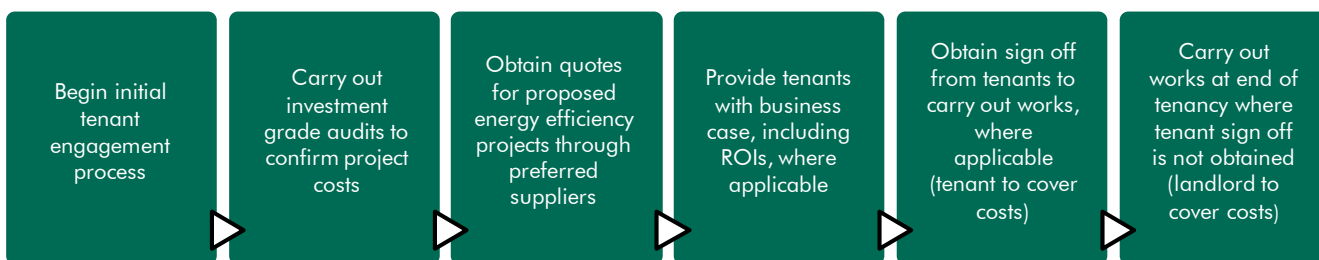 Begin initial
tenant
engagement
process
Carry out
investment
grade audits to
confirm project
costs
Obtain quotes
for proposed
energy efficiency
projects through
preferred
suppliers
Provide tenants
with business
case, including
ROIs, where
applicable
Obtain sign off
from tenants to
carry out works,
where
applicable
(tenant to cover
costs)
Carry out
works at end of
tenancy where
tenant sign off
is not obtained
(landlord to
cover costs)